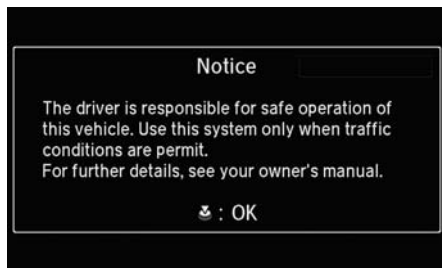 Notice
The driver is responsible for safe operation of
this vehicle. Use this system only when traffic
conditions are permit.
For further details, see your owner's manual.
: OK